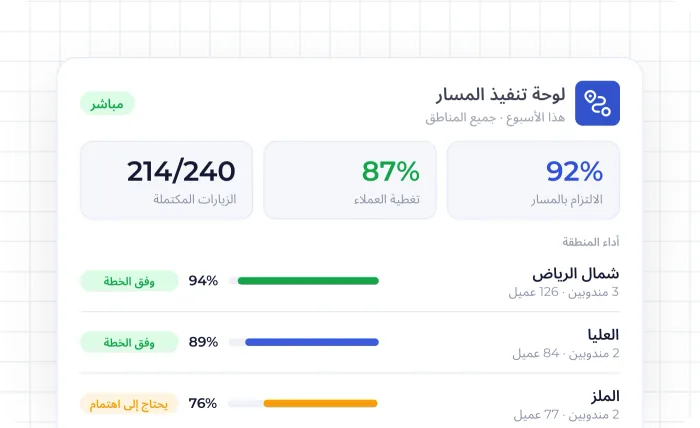 لوحة تنفيذ المسار
هذا الأسبوع · جميع المناطق
مباشر
92%
الالتزام بالمسار
87%
تغطية العملاء
214/240
الزيارات المكتملة
أداء المنطقة
شمال الرياض
3 مندوبين · 126 عميل
94%
وفق الخطة
العليا
2 مندوبين · 84 عميل
89%
وفق الخطة
الملز
2 مندوبين · 77 عميل
76%
يحتاج إلى اهتمام